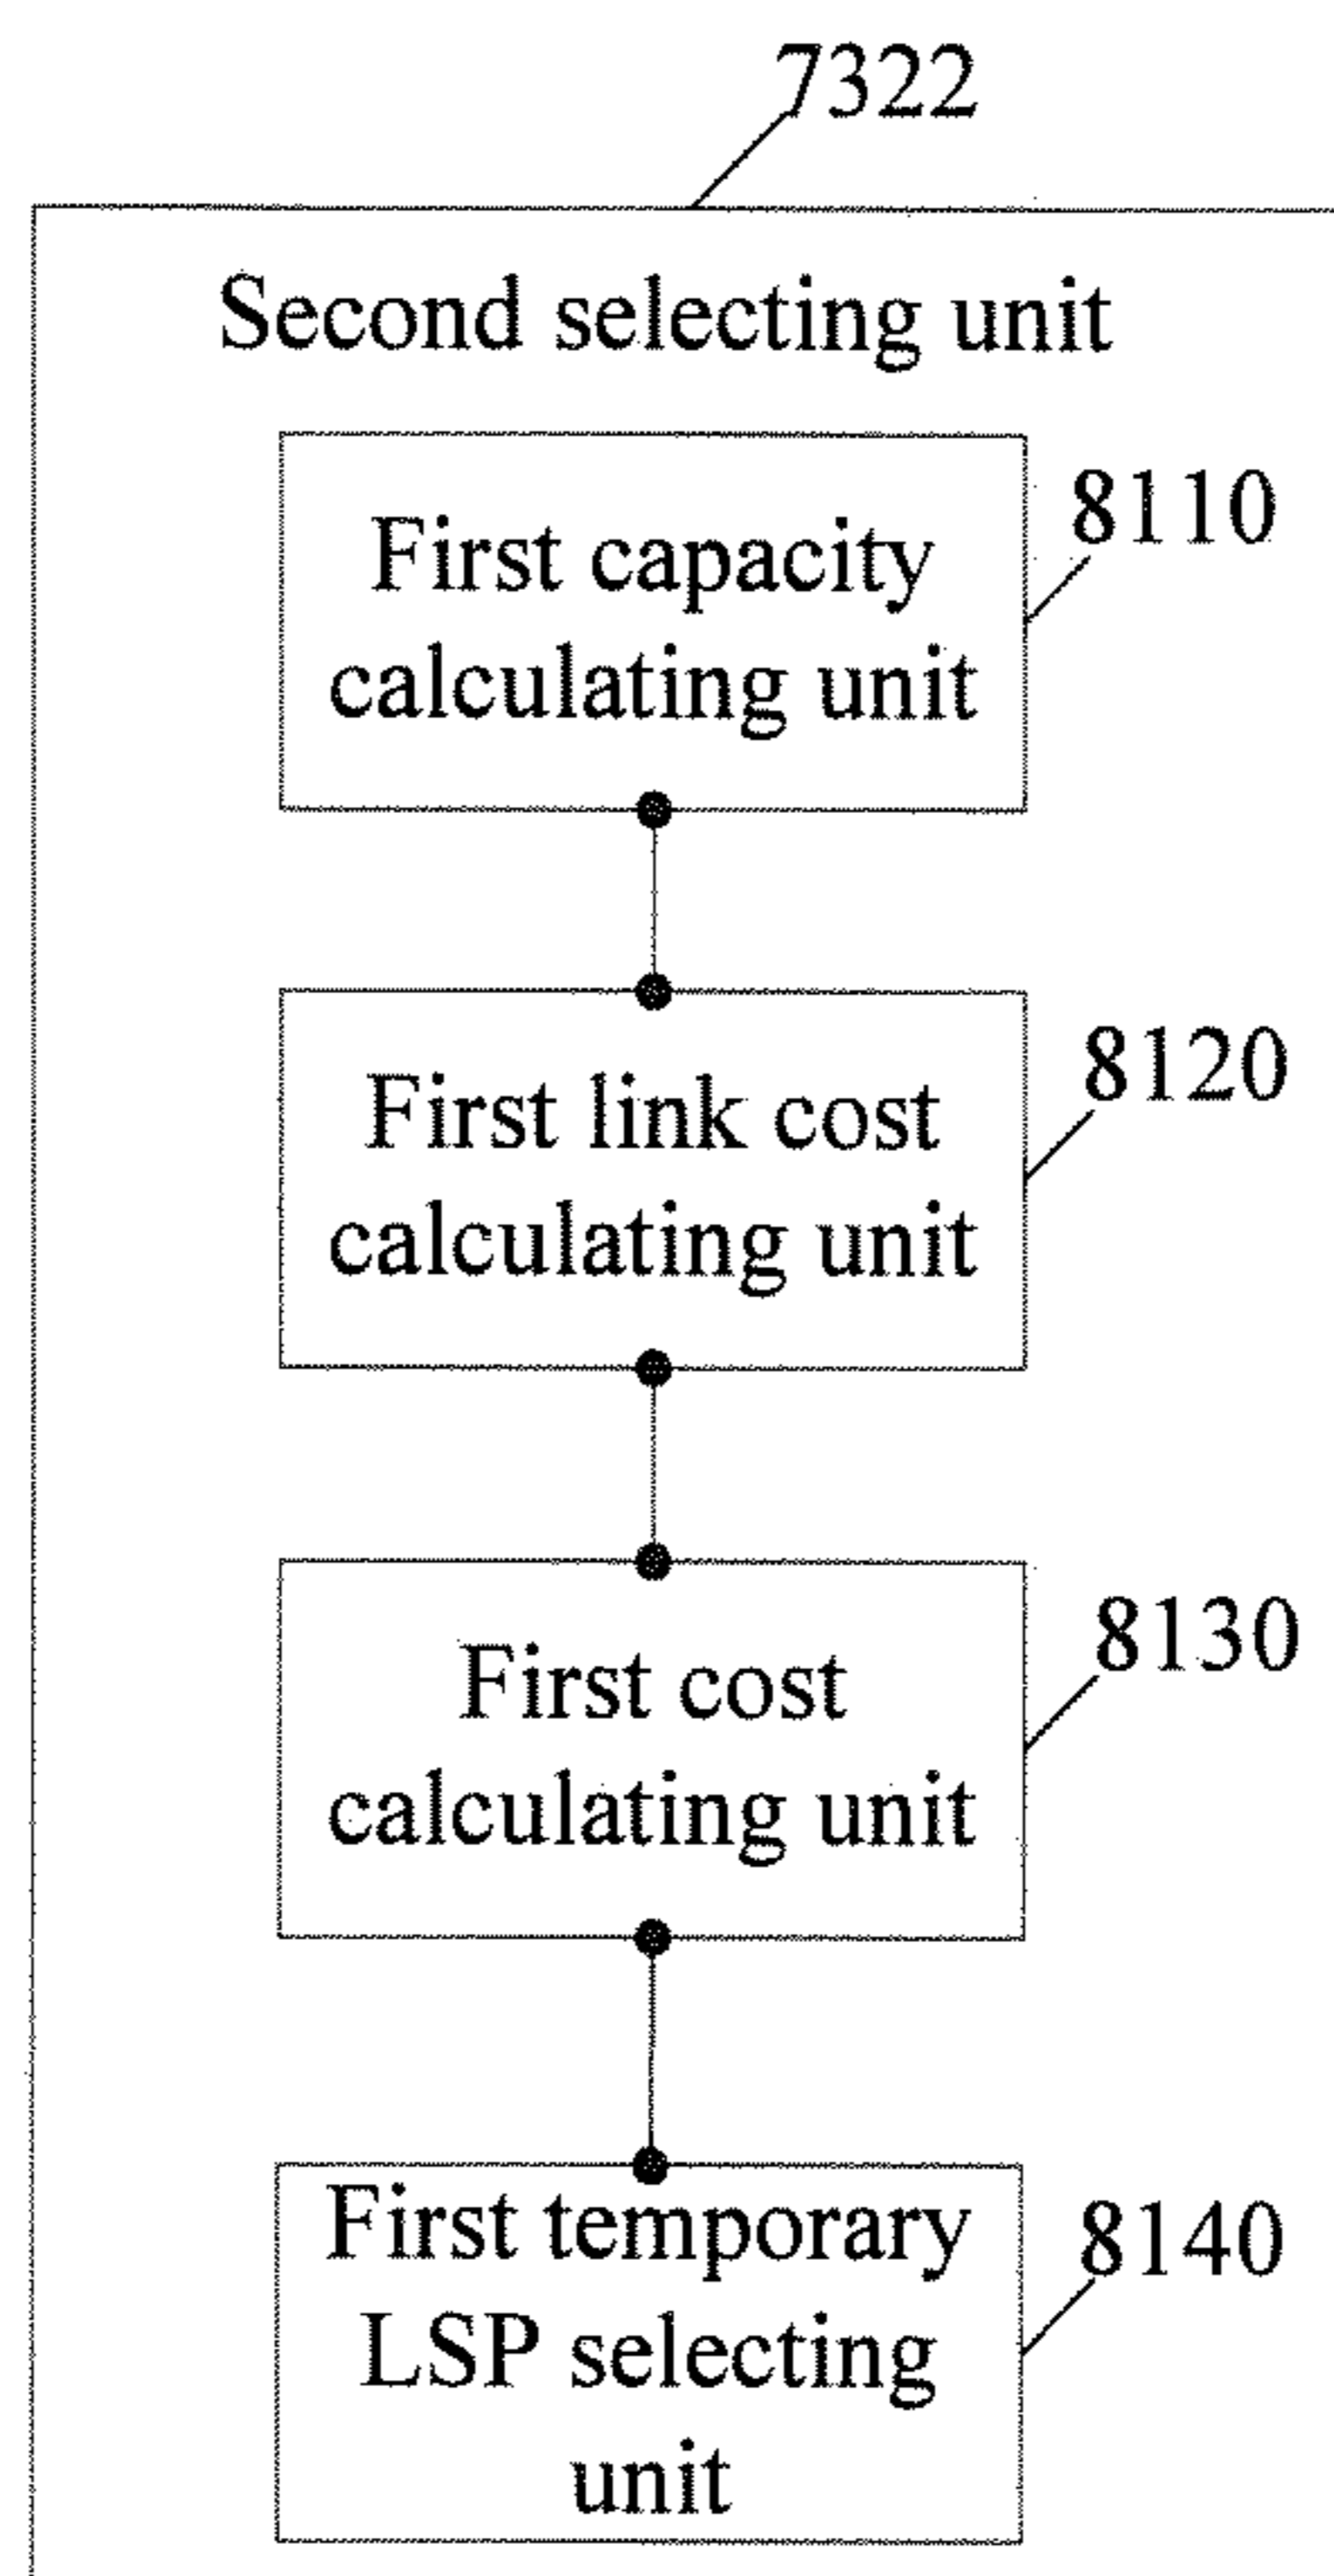 7322
Second selecting unit
First capacity
calculating unit
8110
First link cost
calculating unit
8120
First cost
calculating unit
8130
First temporary
LSP selecting
unit
8140